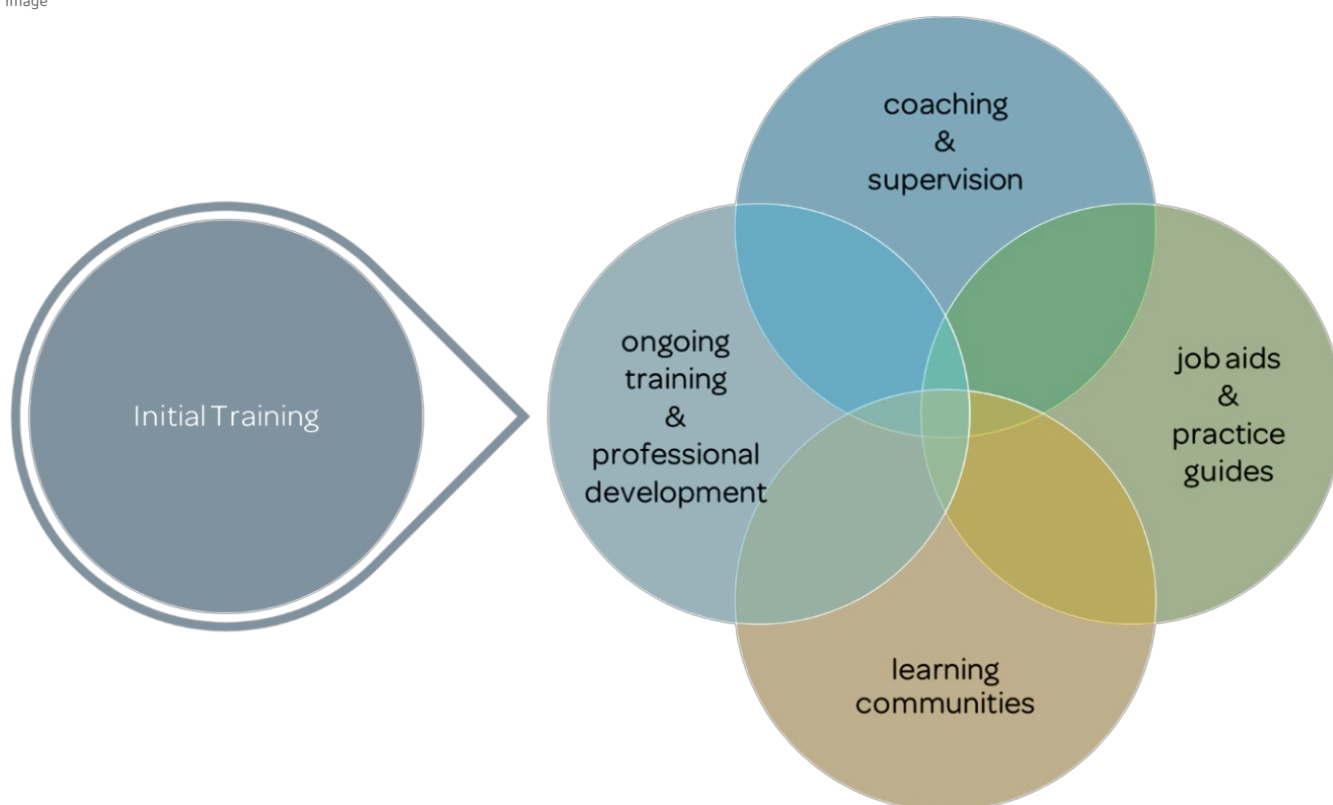 Image
Initial Training
coaching
&
supervision
ongoing
training
&
professional
development
job aids
&
practice
guides
learning
communities